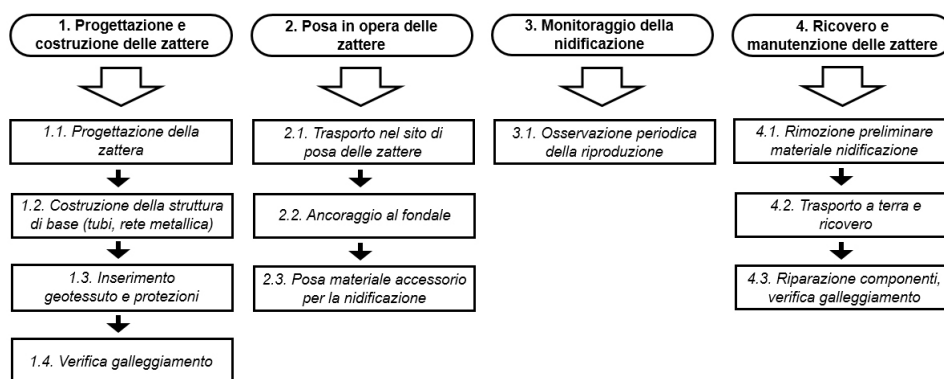 1. Progettazione e
costruzione delle zattere
1.1. Progettazione della
zattera
1.2. Costruzione della struttura
di base (tubi, rete metallica)
1.3. Inserimento
geotessuto e protezioni
1.4. Verifica galleggiamento
2. Posa in opera delle
zattere
2.1. Trasporto nel sito di
posa delle zattere
2.2. Ancoraggio al fondale
2.3. Posa materiale accessorio
per la nidificazione
3. Monitoraggio della
nidificazione
3.1. Osservazione periodica
della riproduzione
4. Ricovero e
manutenzione delle zattere
4.1. Rimozione preliminare
materiale nidificazione
4.2. Trasporto a terra e
ricovero
4.3. Riparazione componenti,
verifica galleggiamento